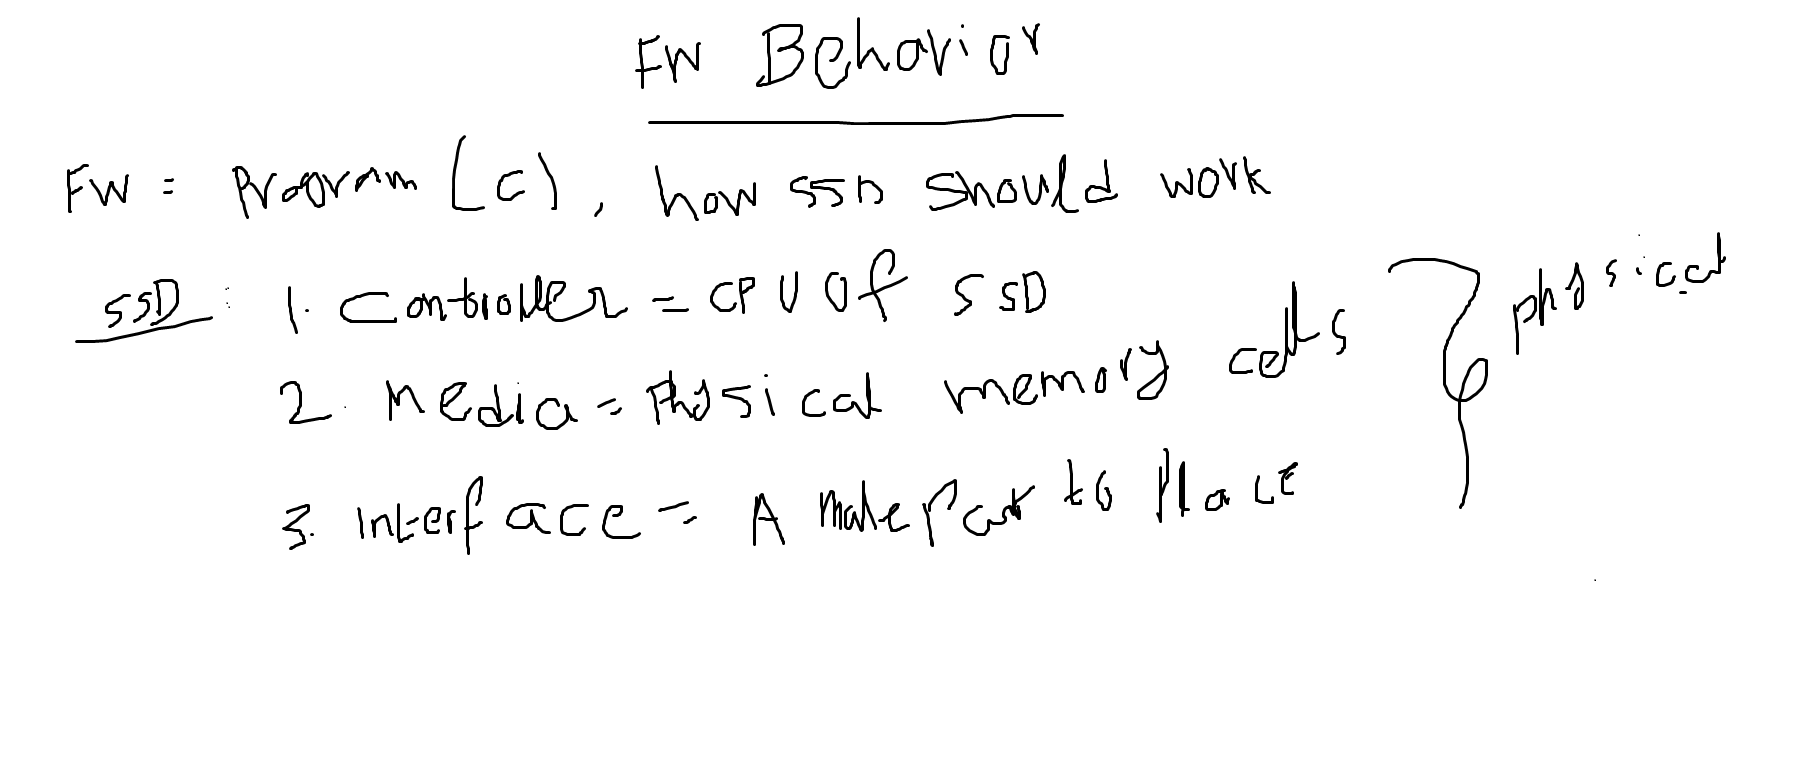 FW Behavior
FW = Program (C), how SSD should work
SSD : 1. Controller = CPU of SSD
2. Media = Physical memory cells
3. Interface = A male Part to Place
physical